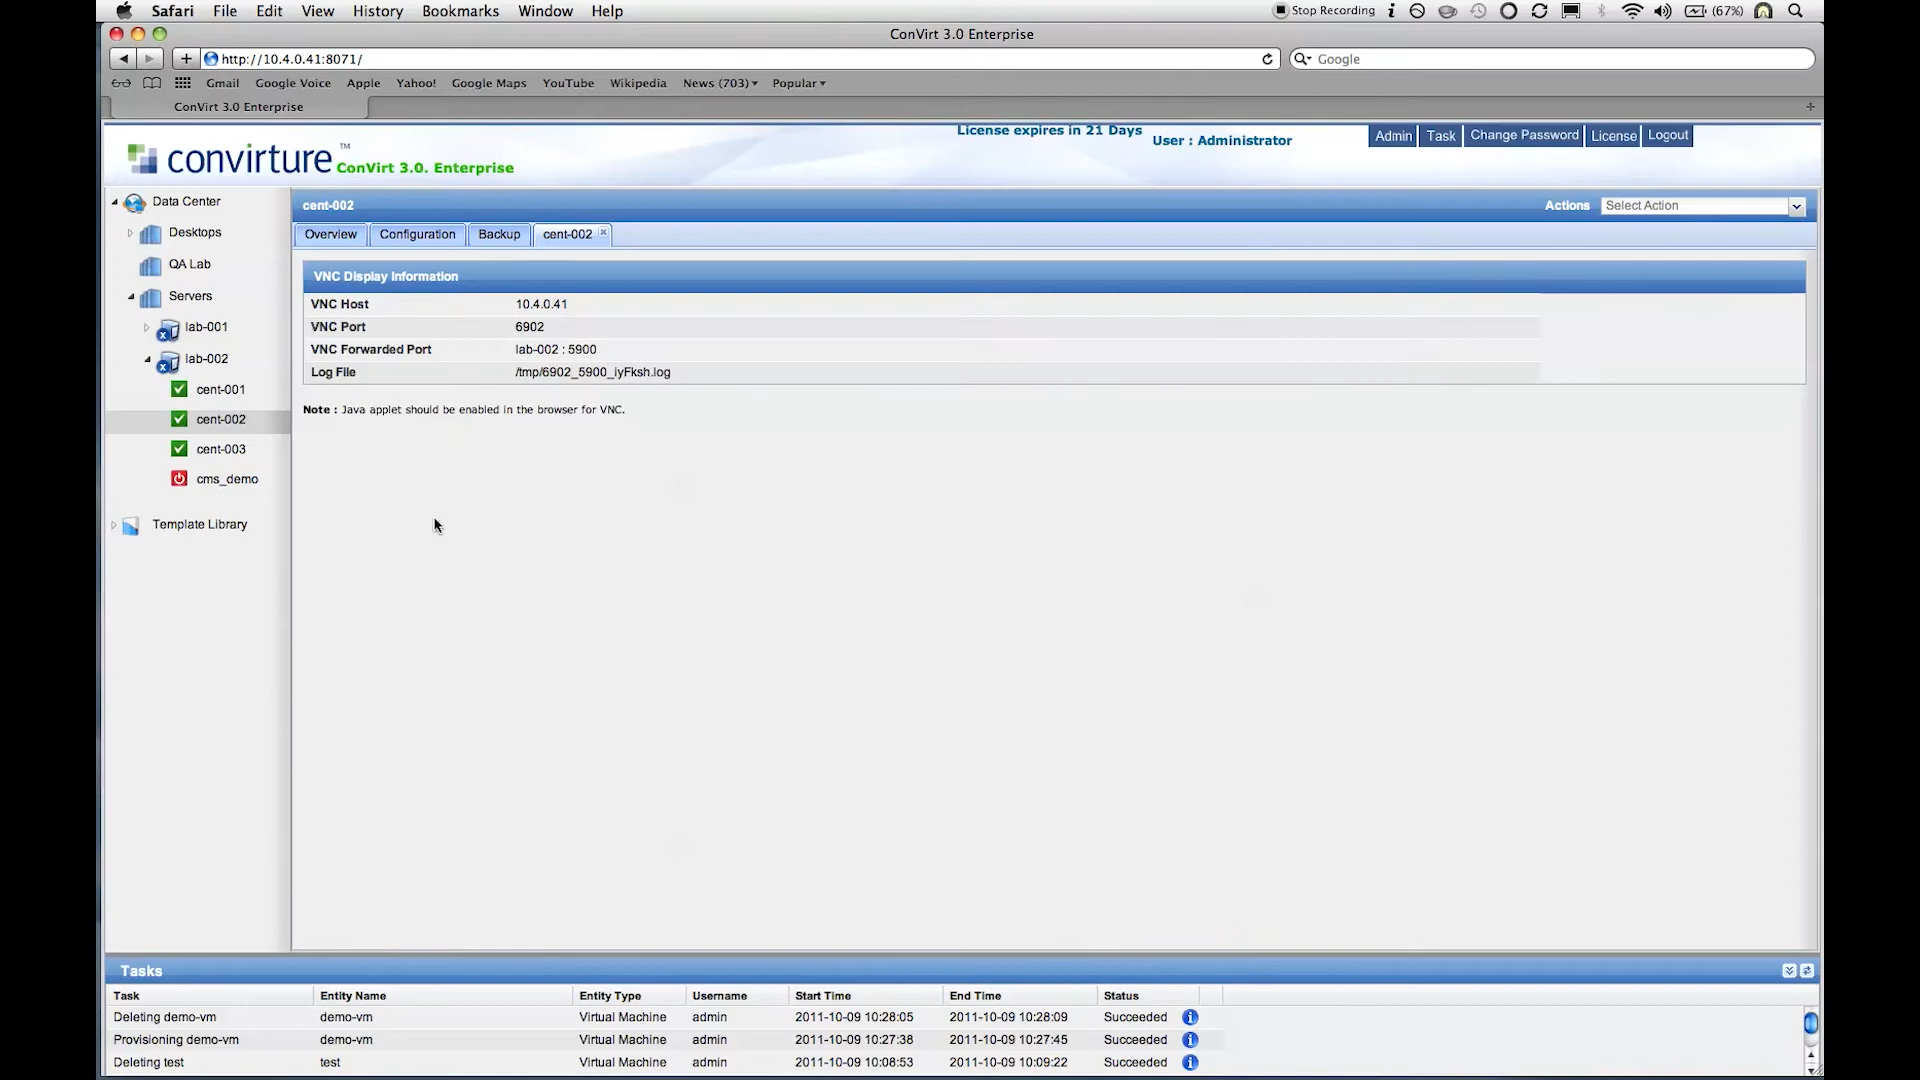 Safari File Edit View History Bookmarks Window Help Stop Recording (67%)
ConVirt 3.0 Enterprise
http://10.4.0.41:8071/ Google
Gmail Google Voice Apple Yahoo! Google Maps YouTube Wikipedia News (703) Popular
ConVirt 3.0 Enterprise
convirture™ ConVirt 3.0. Enterprise
License expires in 21 Days
User : Administrator
Admin Task Change Password License Logout
Data Center
Desktops
QA Lab
Servers
lab-001
lab-002
cent-001
cent-002
cent-003
cms_demo
Template Library
cent-002 Actions Select Action
Overview Configuration Backup cent-002
VNC Display Information
VNC Host 10.4.0.41
VNC Port 6902
VNC Forwarded Port lab-002 : 5900
Log File /tmp/6902_5900_iyFksh.log
Note : Java applet should be enabled in the browser for VNC.
Tasks
Task Entity Name Entity Type Username Start Time End Time Status
Deleting demo-vm demo-vm Virtual Machine admin 2011-10-09 10:28:05 2011-10-09 10:28:09 Succeeded
Provisioning demo-vm demo-vm Virtual Machine admin 2011-10-09 10:27:38 2011-10-09 10:27:45 Succeeded
Deleting test test Virtual Machine admin 2011-10-09 10:08:53 2011-10-09 10:09:22 Succeeded